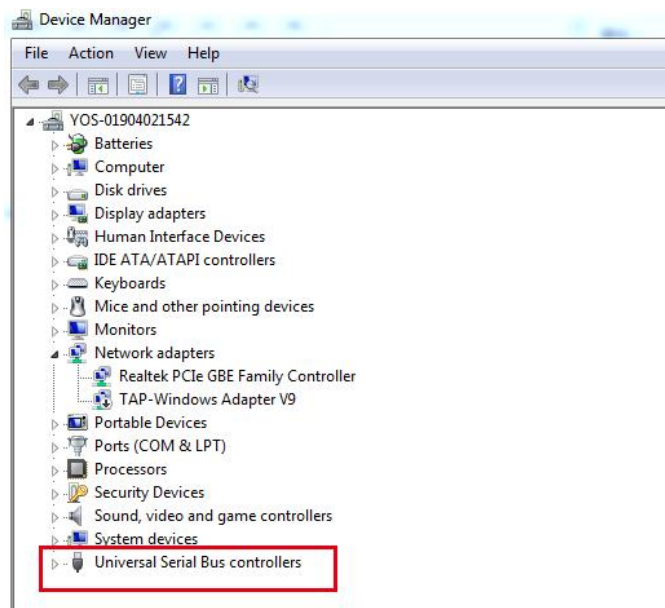 Device Manager
File Action View Help
YOS-01904021542
Batteries
Computer
Disk drives
Display adapters
Human Interface Devices
IDE ATA/ATAPI controllers
Keyboards
Mice and other pointing devices
Monitors
Network adapters
Realtek PCIe GBE Family Controller
TAP-Windows Adapter V9
Portable Devices
Ports (COM & LPT)
Processors
Security Devices
Sound, video and game controllers
System devices
Universal Serial Bus controllers